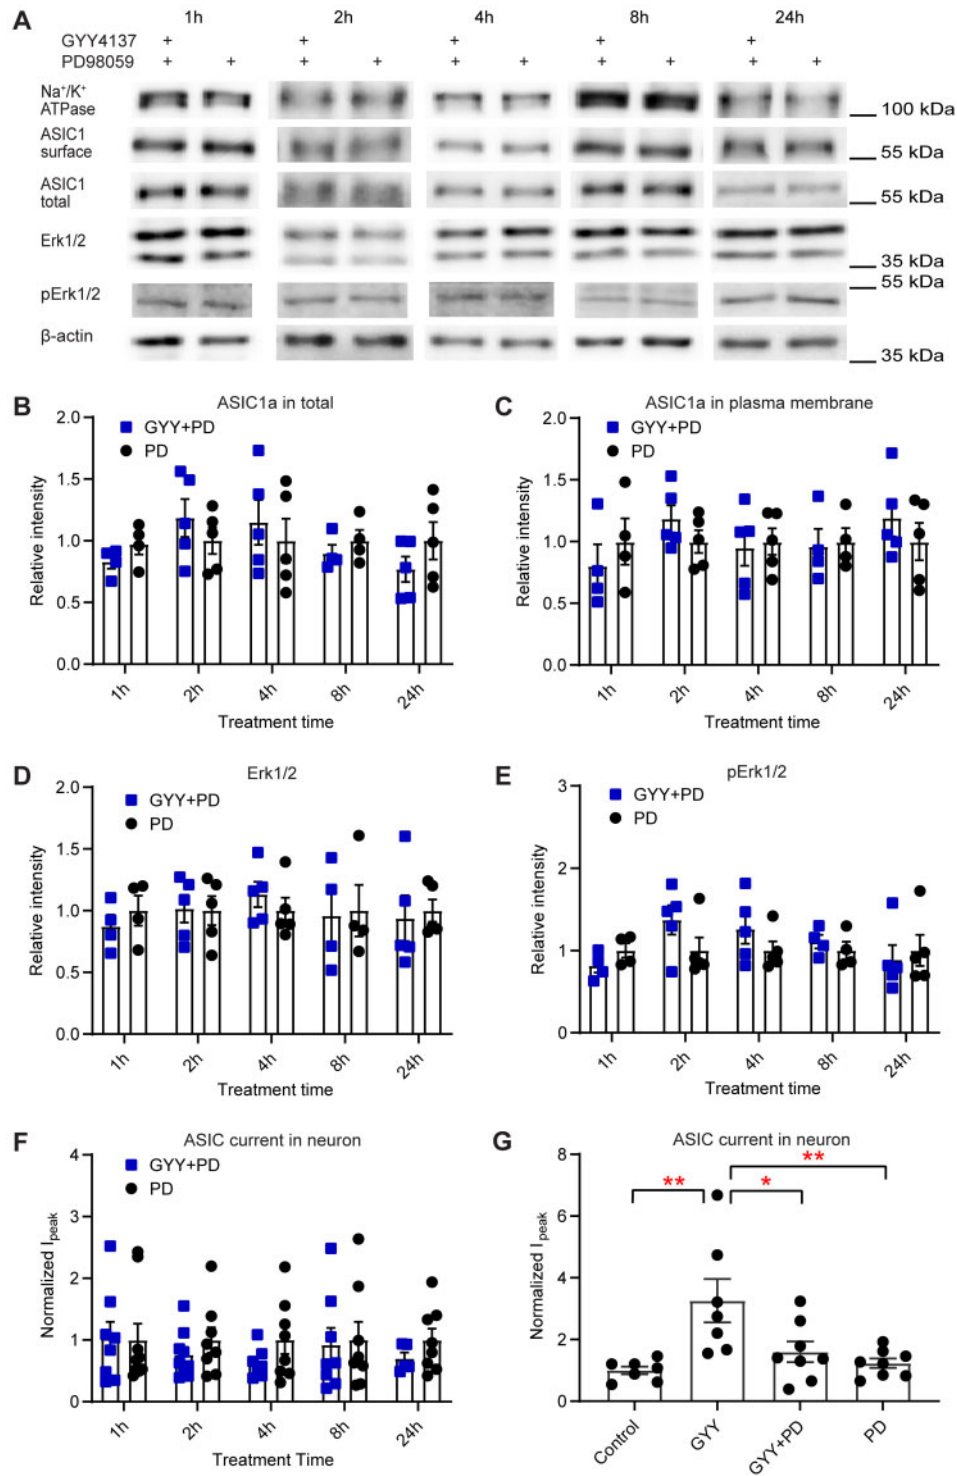 A
1h 2h 4h 8h 24h
GYY4137 + + + + +
PD98059 + + + + + + + + + +
Na⁺/K⁺
ATPase
100 kDa
ASIC1
surface
55 kDa
ASIC1
total
55 kDa
Erk1/2
35 kDa
55 kDa
pErk1/2
β-actin
35 kDa
B
ASIC1a in total
GYY+PD
PD
Relative intensity
2.0
1.5
1.0
0.5
0.0
1h 2h 4h 8h 24h
Treatment time
C
ASIC1a in plasma membrane
GYY+PD
PD
Relative intensity
2.0
1.5
1.0
0.5
0.0
1h 2h 4h 8h 24h
Treatment time
D
Erk1/2
GYY+PD
PD
Relative intensity
2.0
1.5
1.0
0.5
0.0
1h 2h 4h 8h 24h
Treatment time
E
pErk1/2
GYY+PD
PD
Relative intensity
3
2
1
0
1h 2h 4h 8h 24h
Treatment time
F
ASIC current in neuron
GYY+PD
PD
Normalized Ipeak
4
3
2
1
0
1h 2h 4h 8h 24h
Treatment Time
G
ASIC current in neuron
Normalized Ipeak
8
6
4
2
0
**
** *
Control GYY GYY+PD PD